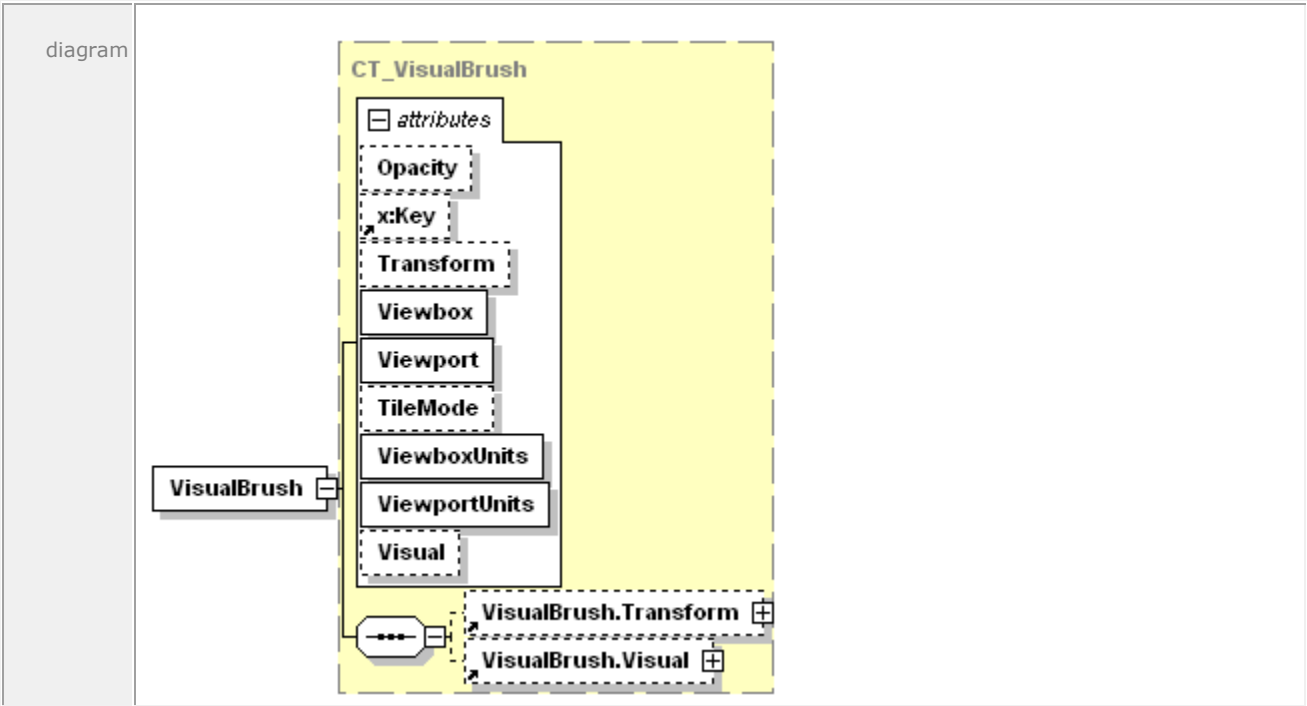 diagram
CT_VisualBrush
attributes
Opacity
x:Key
Transform
Viewbox
Viewport
TileMode
ViewboxUnits
VisualBrush
ViewportUnits
Visual
VisualBrush.Transform
VisualBrush.Visual